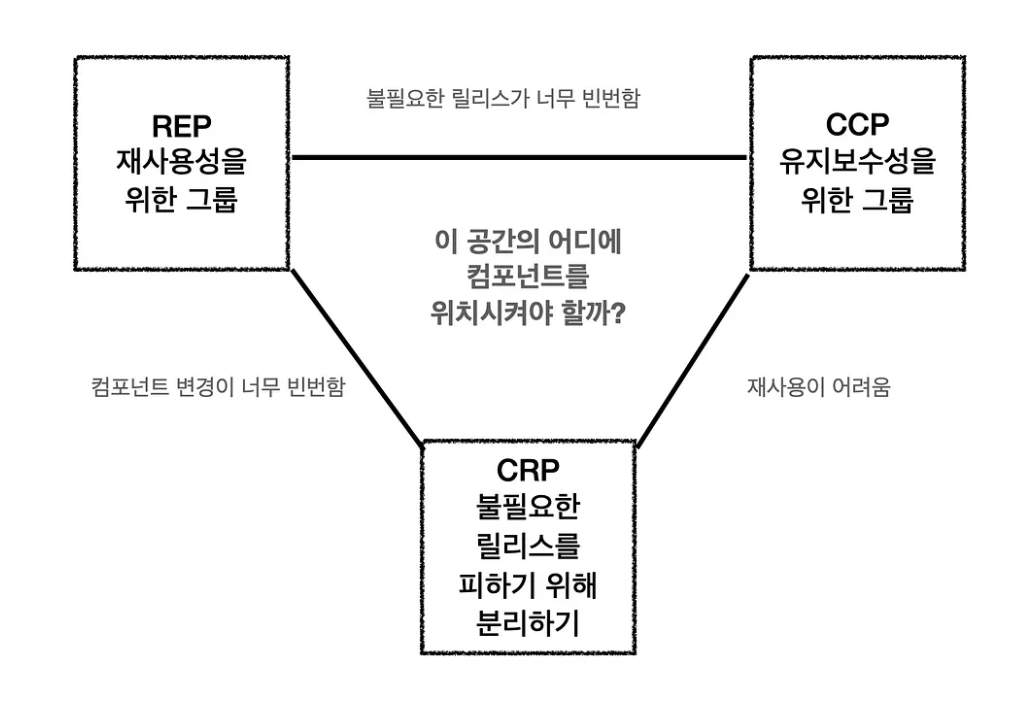 불필요한 릴리스가 너무 빈번함
REP
재사용성을
위한 그룹
CCP
유지보수성을
위한 그룹
이 공간의 어디에
컴포넌트를
위치시켜야 할까?
컴포넌트 변경이 너무 빈번함
재사용이 어려움
CRP
불필요한
릴리스를
피하기 위해
분리하기